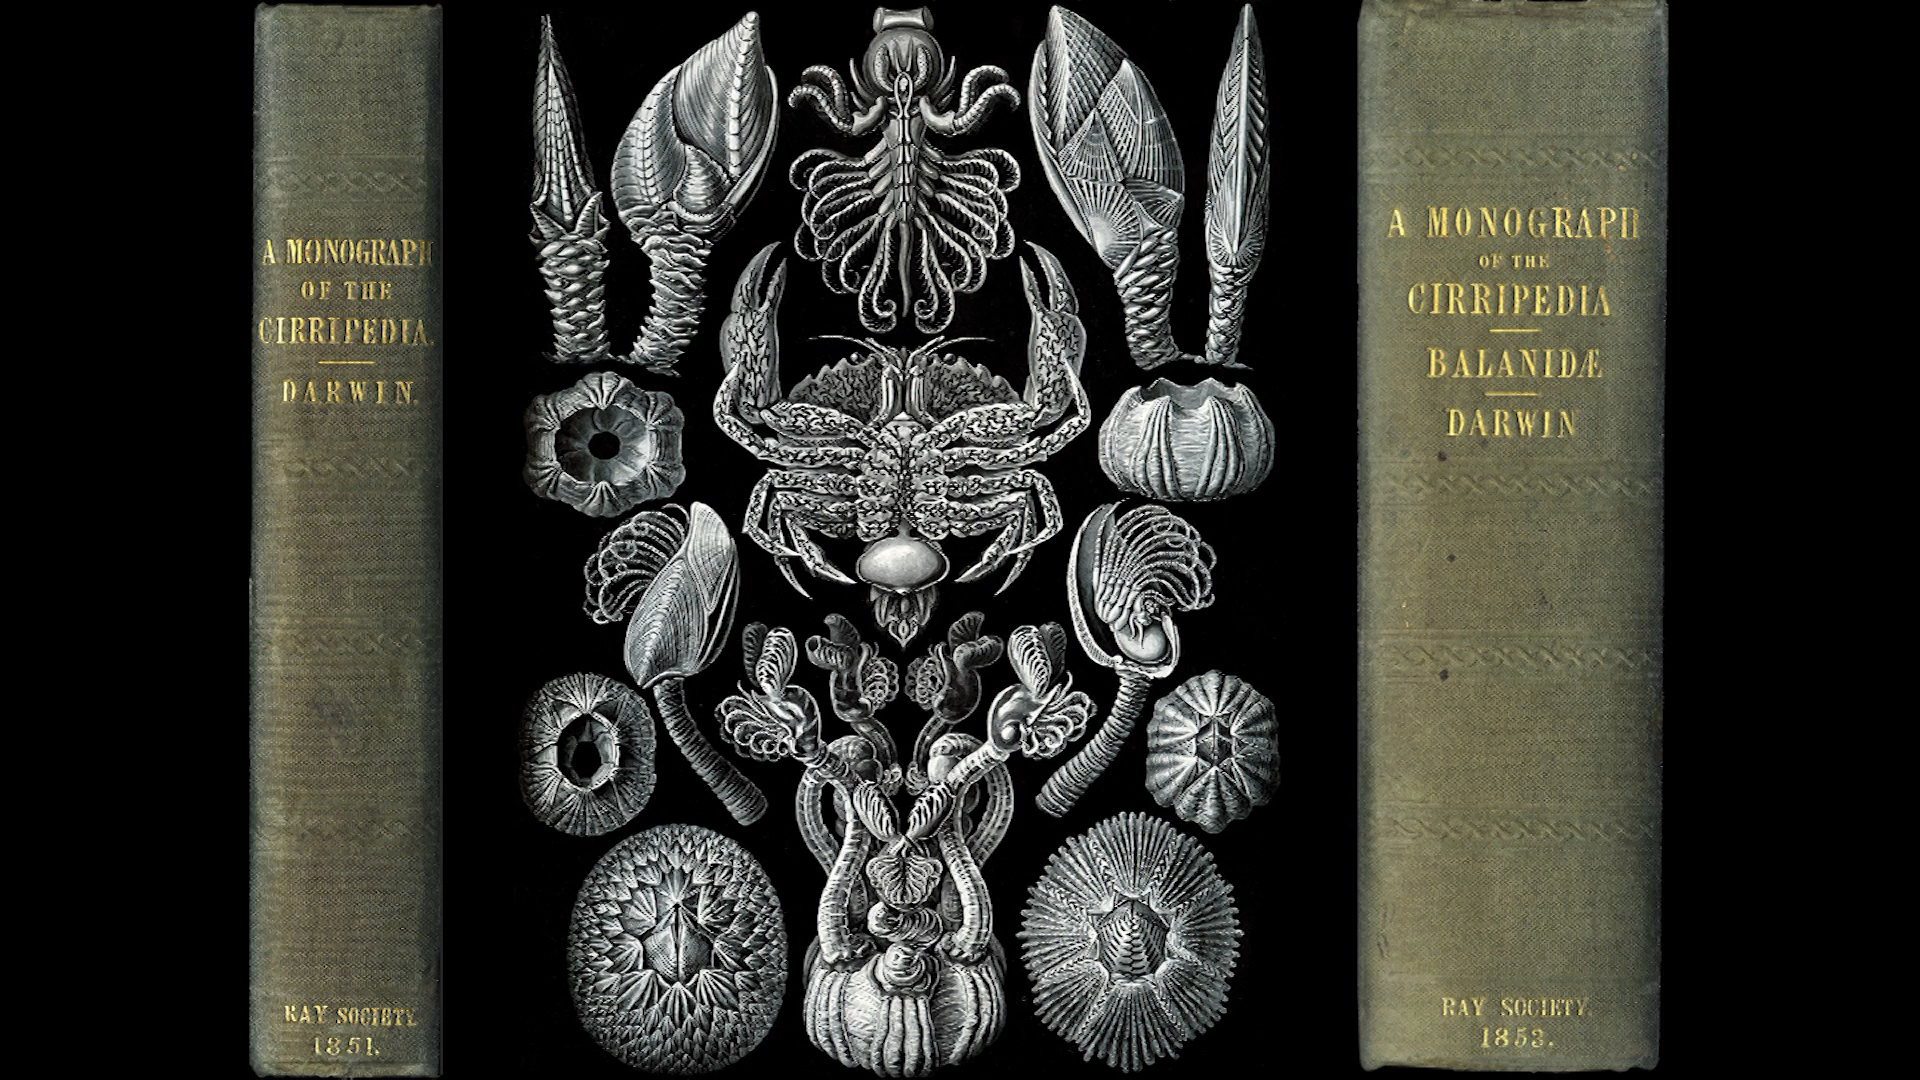 A MONOGRAPH
OF THE
CIRRIPEDIA.
DARWIN.
RAY SOCIETY.
1851.
A MONOGRAPH
OF THE
CIRRIPEDIA
BALANIDÆ
DARWIN
RAY SOCIETY.
1853.